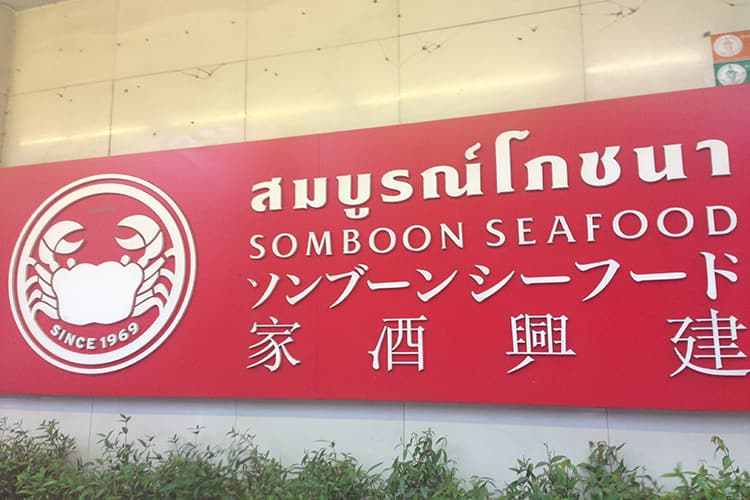 สมบูรณ์โภชนา
SOMBOON SEAFOOD
ソンブーンシーフード
家酒興建
SINCE 1969